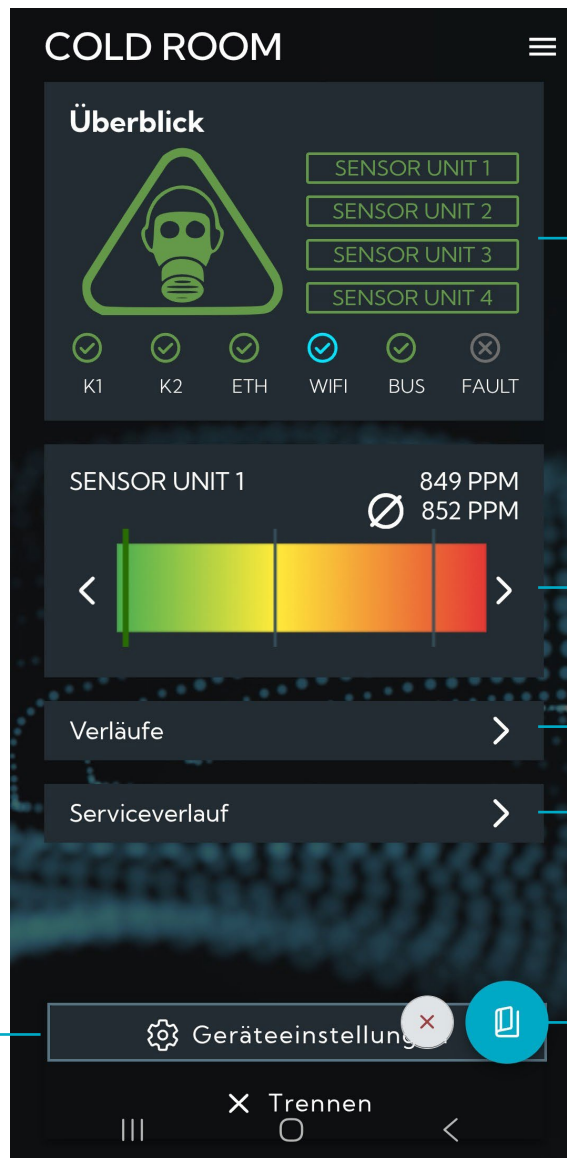 COLD ROOM
Überblick
SENSOR UNIT 1
SENSOR UNIT 2
SENSOR UNIT 3
SENSOR UNIT 4
K1 K2 ETH WIFI BUS FAULT
SENSOR UNIT 1 849 PPM
Ø 852 PPM
Verläufe
Serviceverlauf
Geräteeinstellung
Trennen